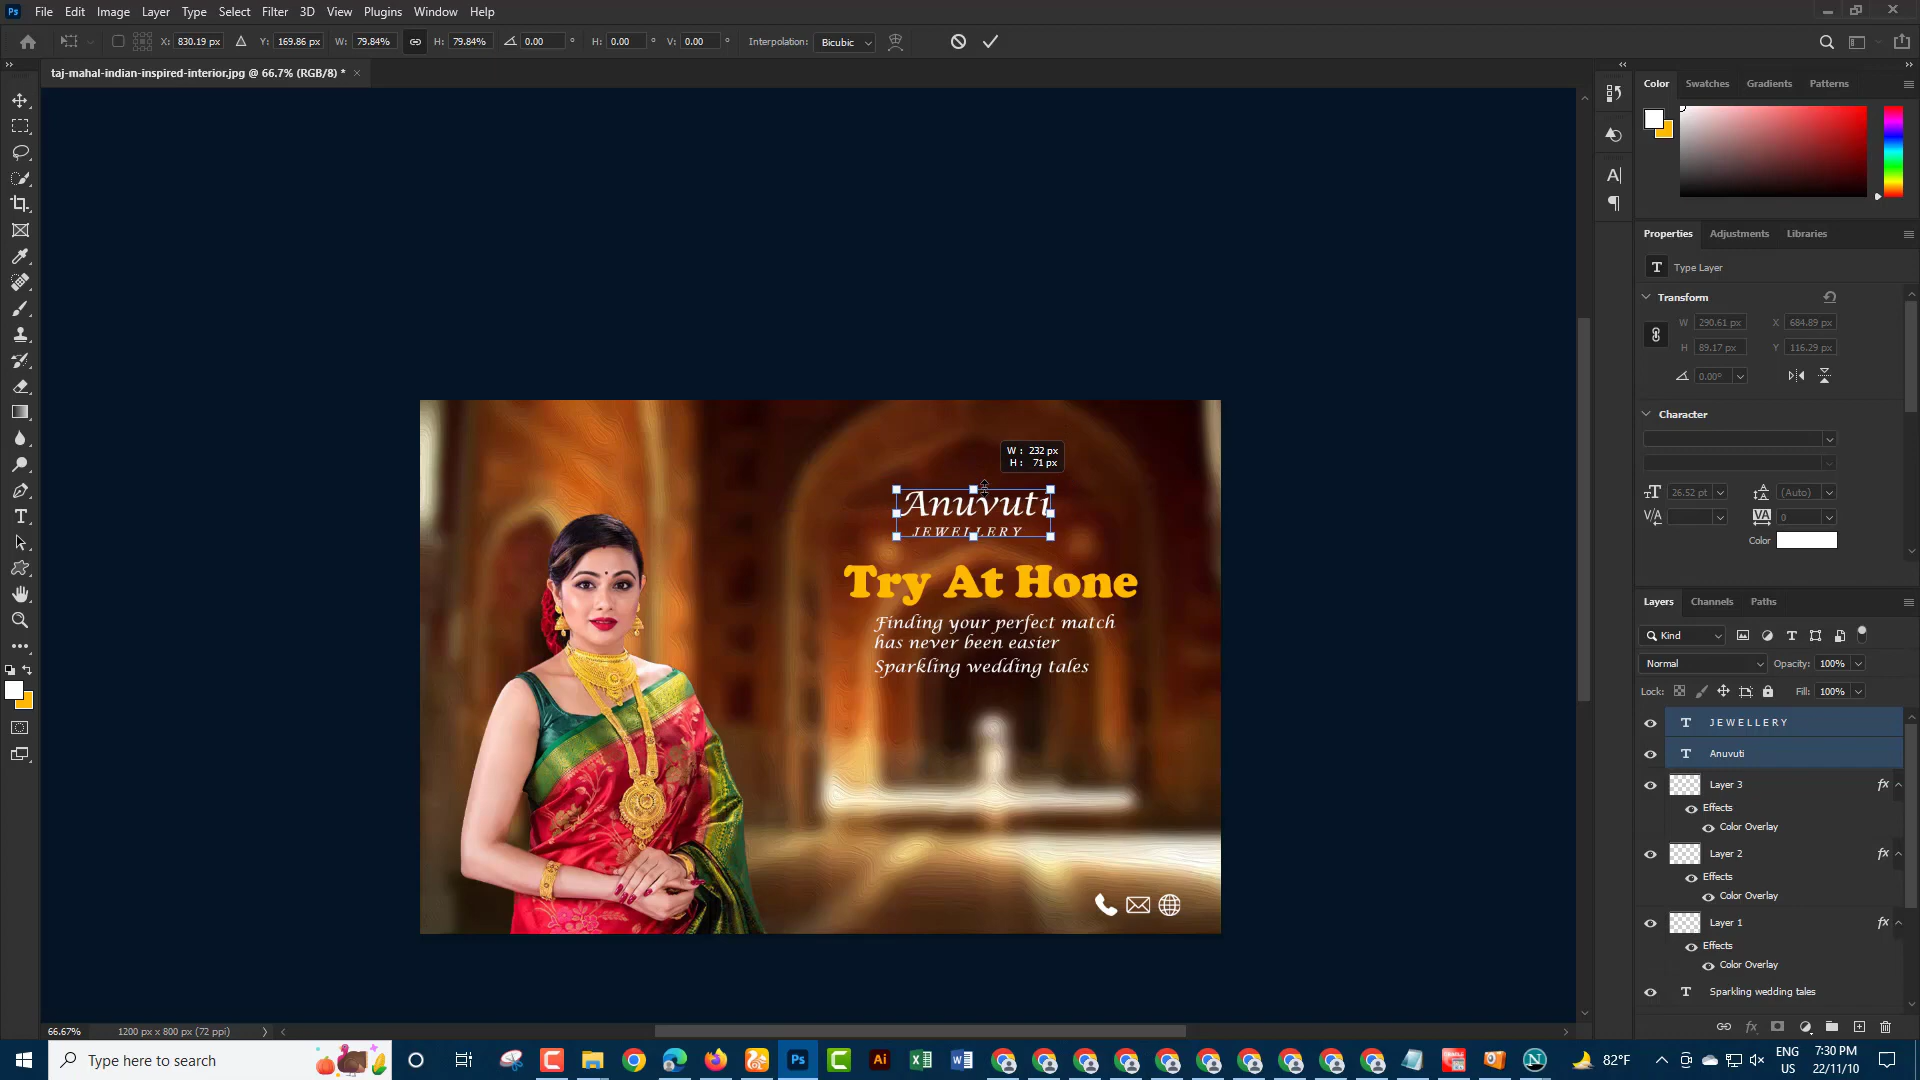 Ps File Edit Image Layer Type Select Filter 3D View Plugins Window Help
X: 830.19 px Y: 169.86 px W: 79.84% H: 79.84% 0.00 ° H: 0.00 ° V: 0.00 ° Interpolation: Bicubic
taj-mahal-indian-inspired-interior.jpg @ 66.7% (RGB/8) *
Color Swatches Gradients Patterns
Properties Adjustments Libraries
T Type Layer
Transform
W 290.61 px X 684.89 px
H 89.17 px Y 116.29 px
0.00°
Character
26.52 pt (Auto)
0
Color
Layers Channels Paths
Kind
Normal Opacity: 100%
Lock: Fill: 100%
T JEWELLERY
T Anuvuti
Layer 3 fx
Effects
Color Overlay
Layer 2 fx
Effects
Color Overlay
Layer 1 fx
Effects
Color Overlay
T Sparkling wedding tales
W : 232 px
H : 71 px
Anuvuti
JEWELLERY
Try At Hone
Finding your perfect match
has never been easier
Sparkling wedding tales
66.67% 1200 px x 800 px (72 ppi)
Type here to search
Ps
Ai
82°F
ENG
US
7:30 PM
22/11/10